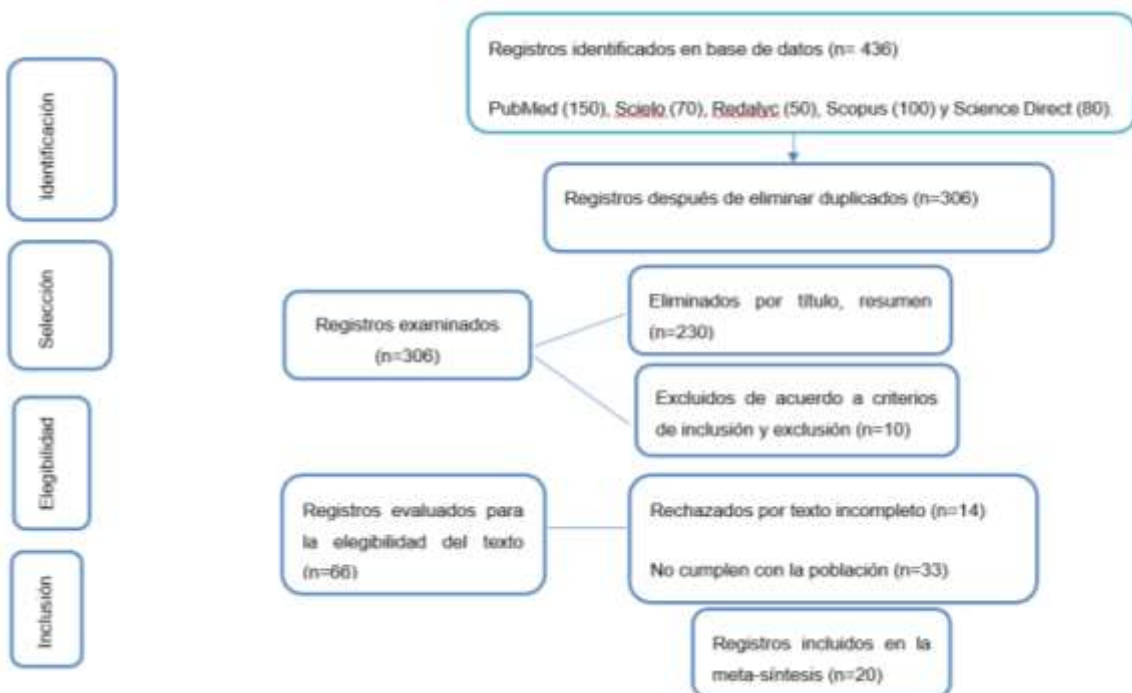 Identificación
Registros identificados en base de datos (n= 436)
PubMed (150), Scielo (70), Redalyc (50), Scopus (100) y Science Direct (80).
Registros después de eliminar duplicados (n=306)
Selección
Registros examinados
(n=306)
Eliminados por título, resumen
(n=230)
Excluidos de acuerdo a criterios
de inclusión y exclusión (n=10)
Elegibilidad
Registros evaluados para
la elegibilidad del texto
(n=66)
Rechazados por texto incompleto (n=14)
No cumplen con la población (n=33)
Inclusión
Registros incluidos en la
meta-síntesis (n=20)